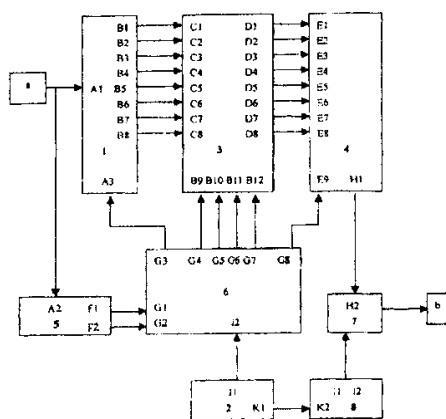 B1 C1 D1 E1
B2 C2 D2 E2
B3 C3 D3 E3
B4 C4 D4 E4
a A1 B5 C5 D5 E5
B6 C6 D6 E6
B7 C7 D7 E7
B8 C8 D8 E8
1 3 4
A3 B9 B10 B11 B12 E9 H1
G3 G4 G5 G6 G7 G8
6
A2 F1 G1 H2 b
5 F2 G2 J2 7
J1 I1 I2
2 K1 K2 8